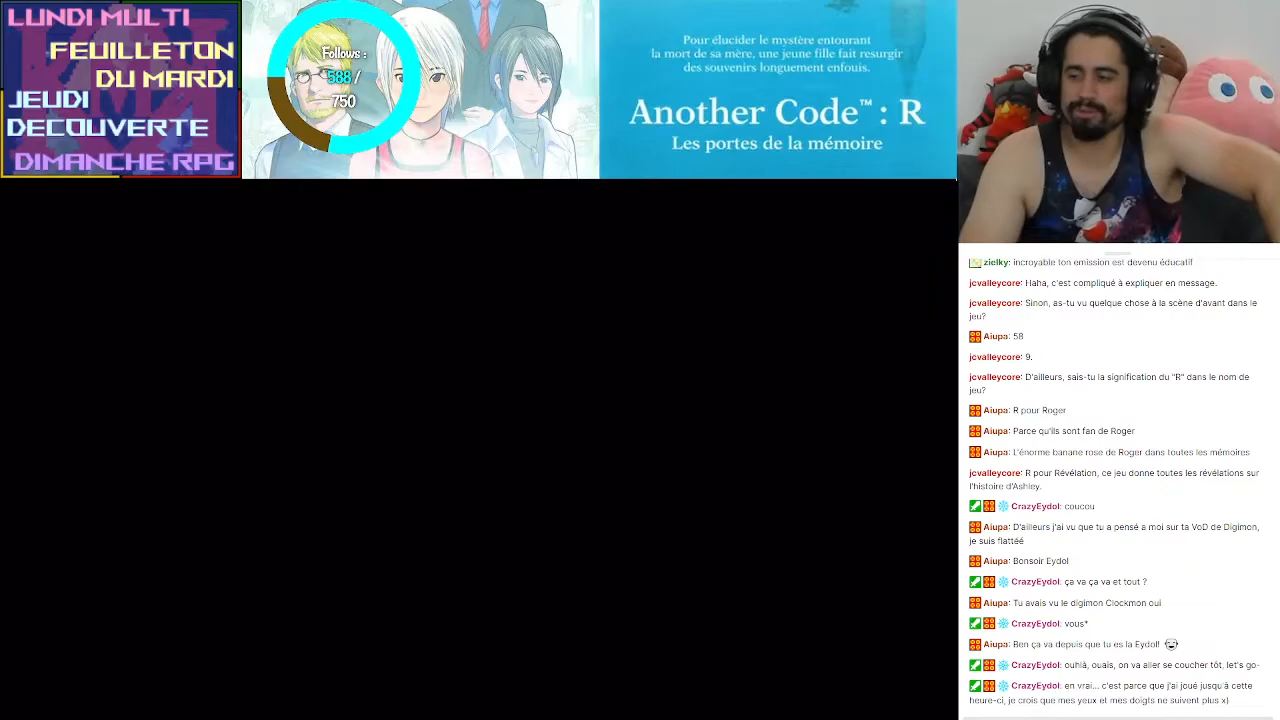 LUNDI MULTI
FEUILLETON
DU MARDI
JEUDI
DECOUVERTE
DIMANCHE RPG
Follows :
588 /
750
Pour élucider le mystère entourant
la mort de sa mère, une jeune fille fait resurgir
des souvenirs longuement enfouis.
Another Code™ : R
Les portes de la mémoire
zielky: incroyable ton emission est devenu éducatif
jcvalleycore: Haha, c'est compliqué à expliquer en message.
jcvalleycore: Sinon, as-tu vu quelque chose à la scène d'avant dans le
jeu?
Aiupa: 58
jcvalleycore: 9.
jcvalleycore: D'ailleurs, sais-tu la signification du "R" dans le nom de
jeu?
Aiupa: R pour Roger
Aiupa: Parce qu'ils sont fan de Roger
Aiupa: L'énorme banane rose de Roger dans toutes les mémoires
jcvalleycore: R pour Révélation, ce jeu donne toutes les révélations sur
l'histoire d'Ashley.
CrazyEydol: coucou
Aiupa: D'ailleurs j'ai vu que tu a pensé a moi sur ta VoD de Digimon,
je suis flattéé
Aiupa: Bonsoir Eydol
CrazyEydol: ça va ça va et tout ?
Aiupa: Tu avais vu le digimon Clockmon oui
CrazyEydol: vous*
Aiupa: Ben ça va depuis que tu es la Eydol!
CrazyEydol: ouhlà, ouais, on va aller se coucher tôt, let's go-
CrazyEydol: en vrai... c'est parce que j'ai joué jusqu'à cette
heure-ci, je crois que mes yeux et mes doigts ne suivent plus x)